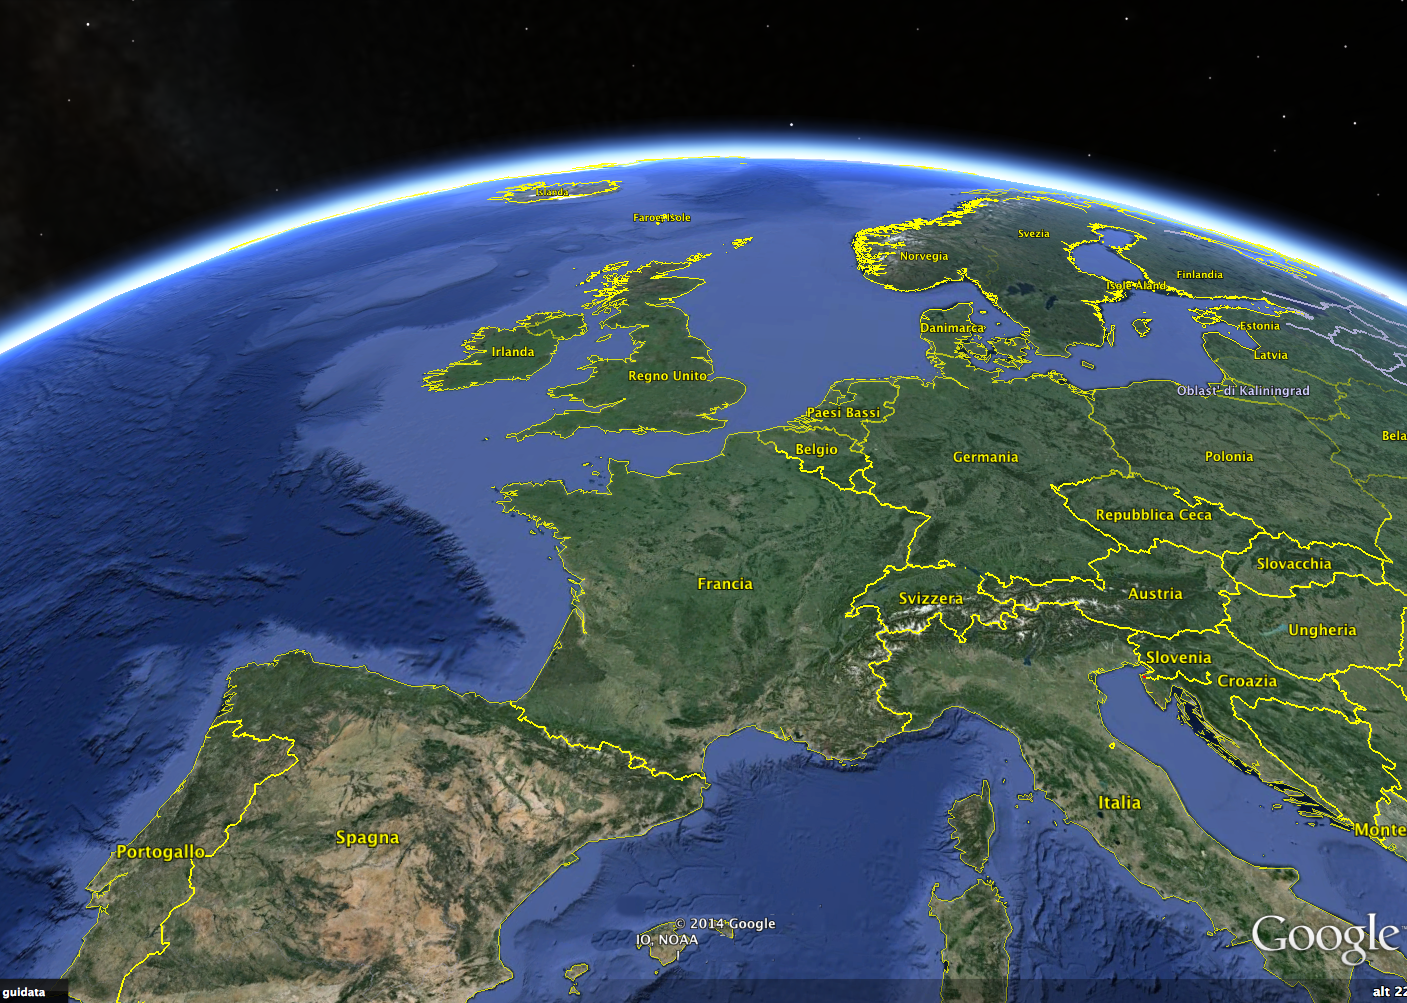 Islanda
Faroe, Isole
Svezia
Norvegia
Finlandia
Isole Aland
Danimarca
Estonia
Irlanda
Latvia
Regno Unito
Oblast' di Kaliningrad
Paesi Bassi
Bela
Belgio
Germania
Polonia
Repubblica Ceca
Slovacchia
Francia
Svizzera
Austria
Ungheria
Slovenia
Croazia
Italia
Monte
Spagna
Portogallo
© 2014 Google
IO, NOAA
Google
guidata
alt 22